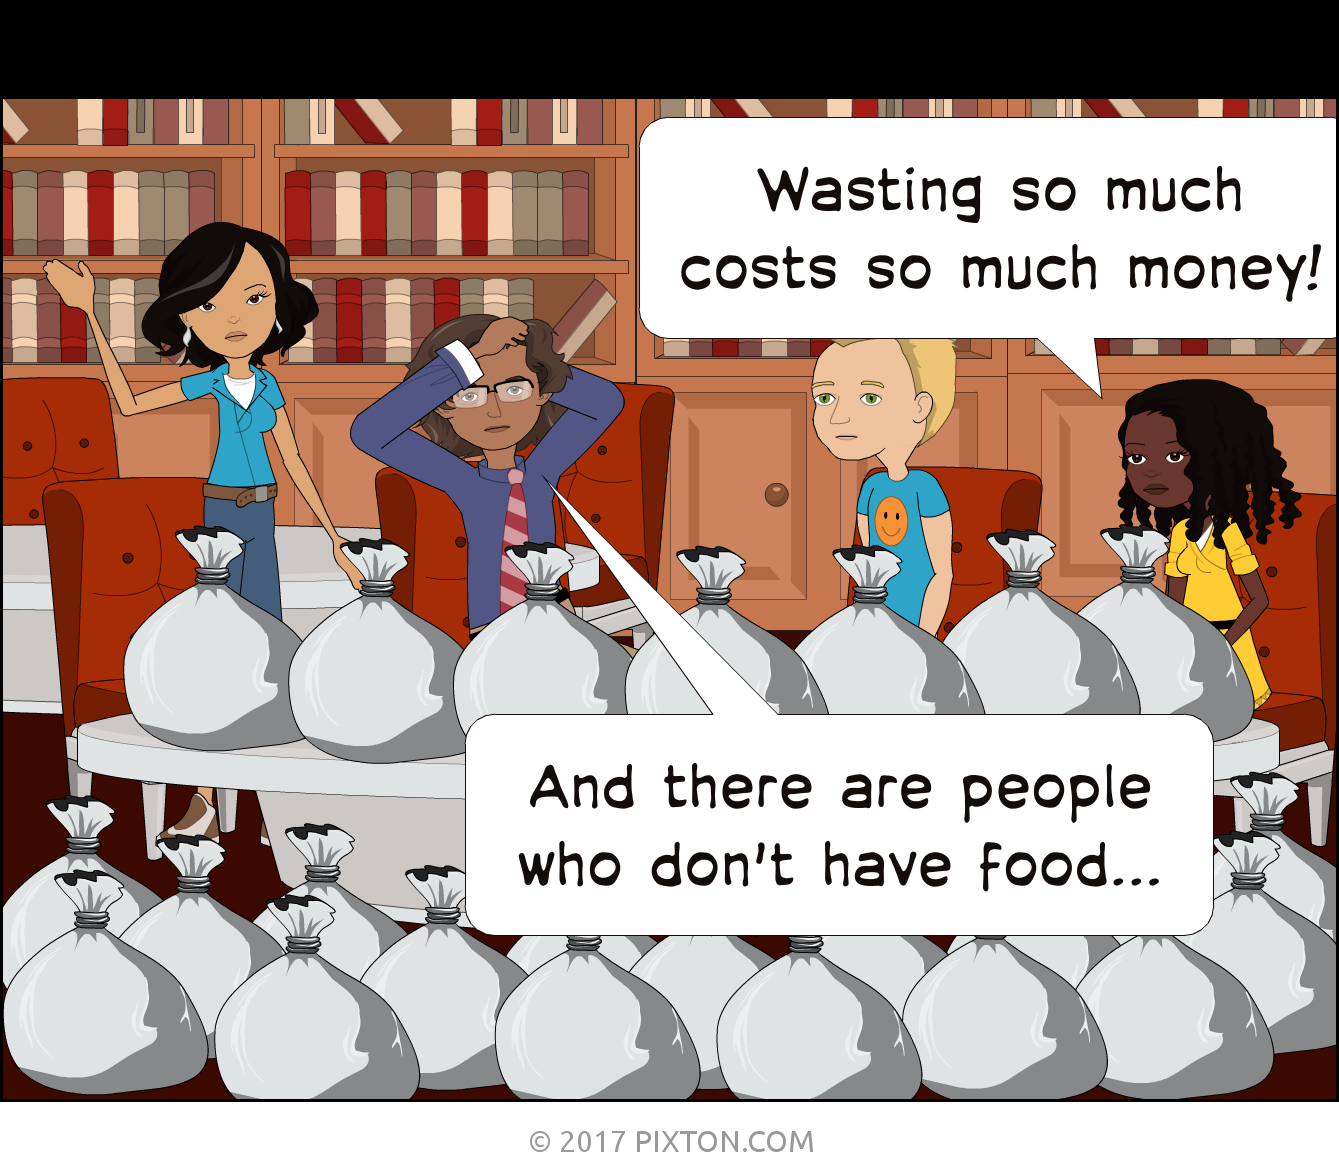 Wasting so much
costs so much money!
And there are people
who don't have food...
© 2017 PIXTON.COM